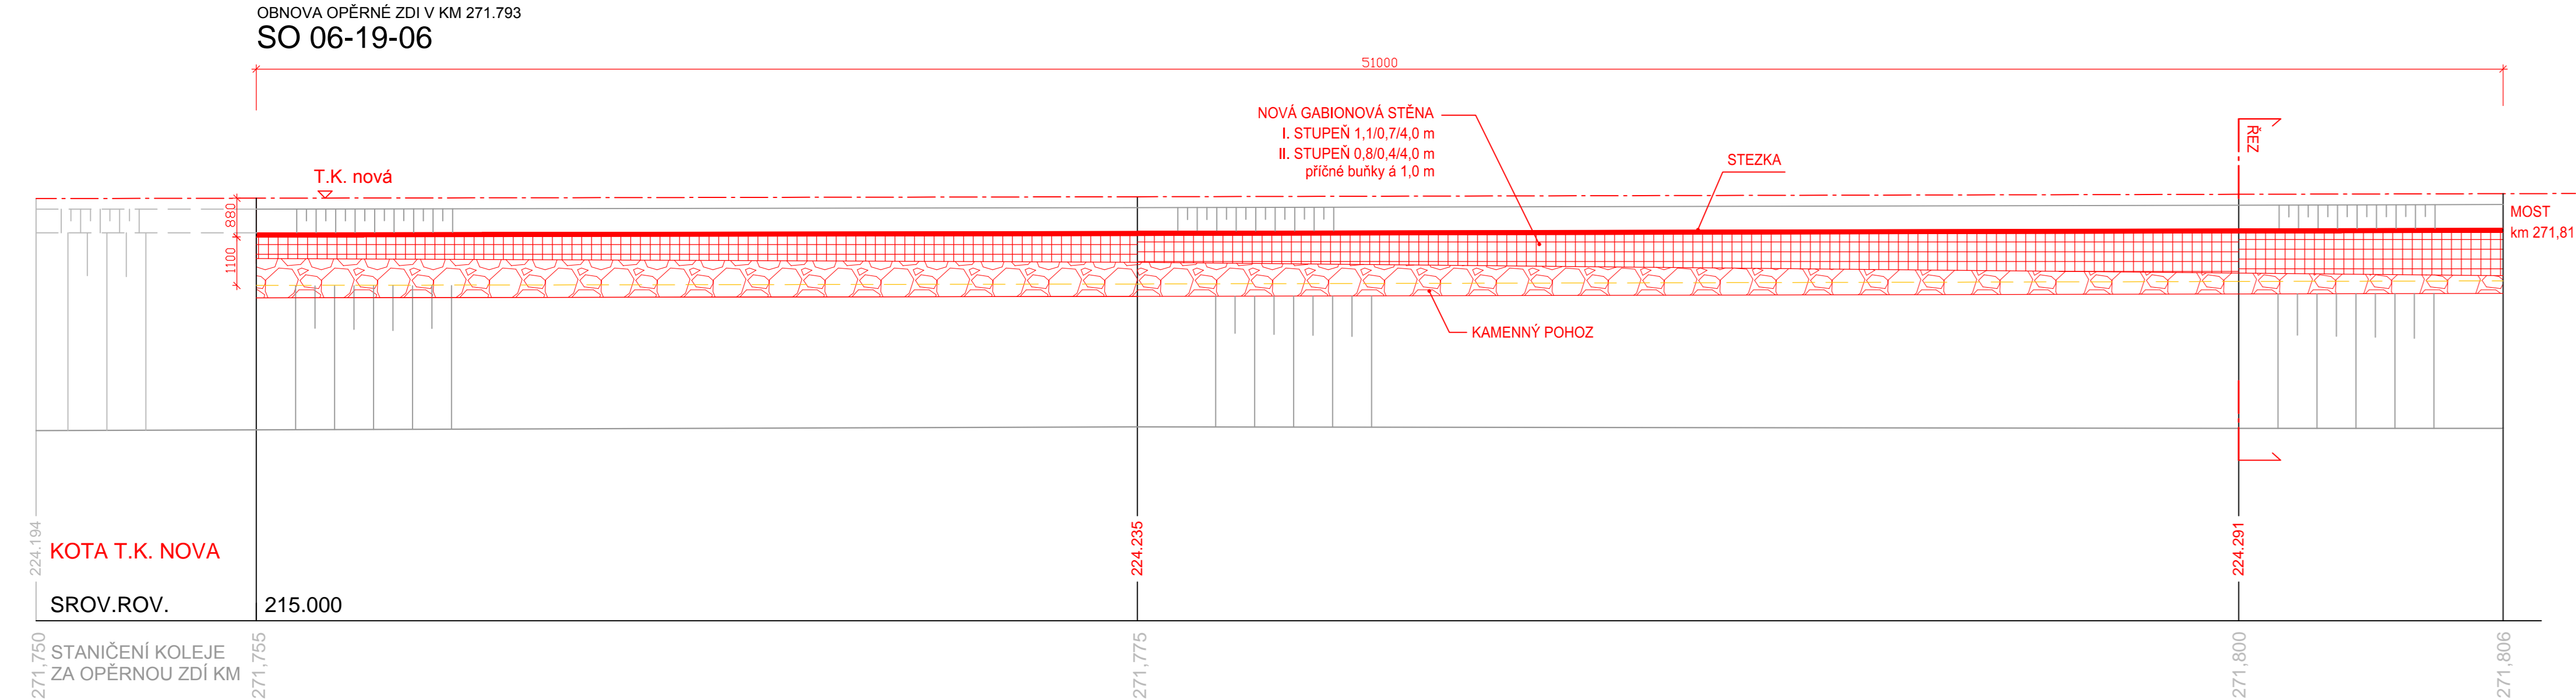 OBNOVA OPĚRNÉ ZDI V KM 271.793
SO 06-19-06
51000
NOVÁ GABIONOVÁ STĚNA
I. STUPEŇ 1,1/0,7/4,0 m
II. STUPEŇ 0,8/0,4/4,0 m
příčné buňky á 1,0 m
ŘEZ
STEZKA
T.K. nová
880
1100
MOST
km 271,81
KAMENNÝ POHOZ
224.194
KOTA T.K. NOVA
224.235
224.291
SROV.ROV.
215.000
STANIČENÍ KOLEJE
ZA OPĚRNOU ZDÍ KM
271,750
271,755
271,775
271,800
271,806